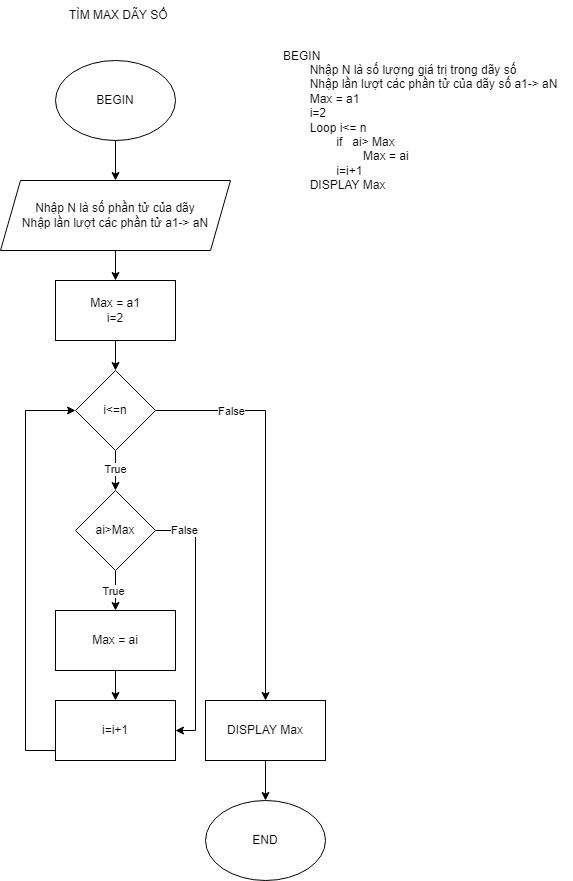 TÌM MAX DÃY SỐ
BEGIN
Nhập N là số phần tử của dãy
Nhập lần lượt các phần tử a1-> aN
Max = a1
i=2
i<=n
False
True
ai>Max
False
True
Max = ai
i=i+1
DISPLAY Max
END
BEGIN
Nhập N là số lượng giá trị trong dãy số
Nhập lần lượt các phần tử của dãy số a1-> aN
Max = a1
i=2
Loop i<= n
if ai> Max
Max = ai
i=i+1
DISPLAY Max